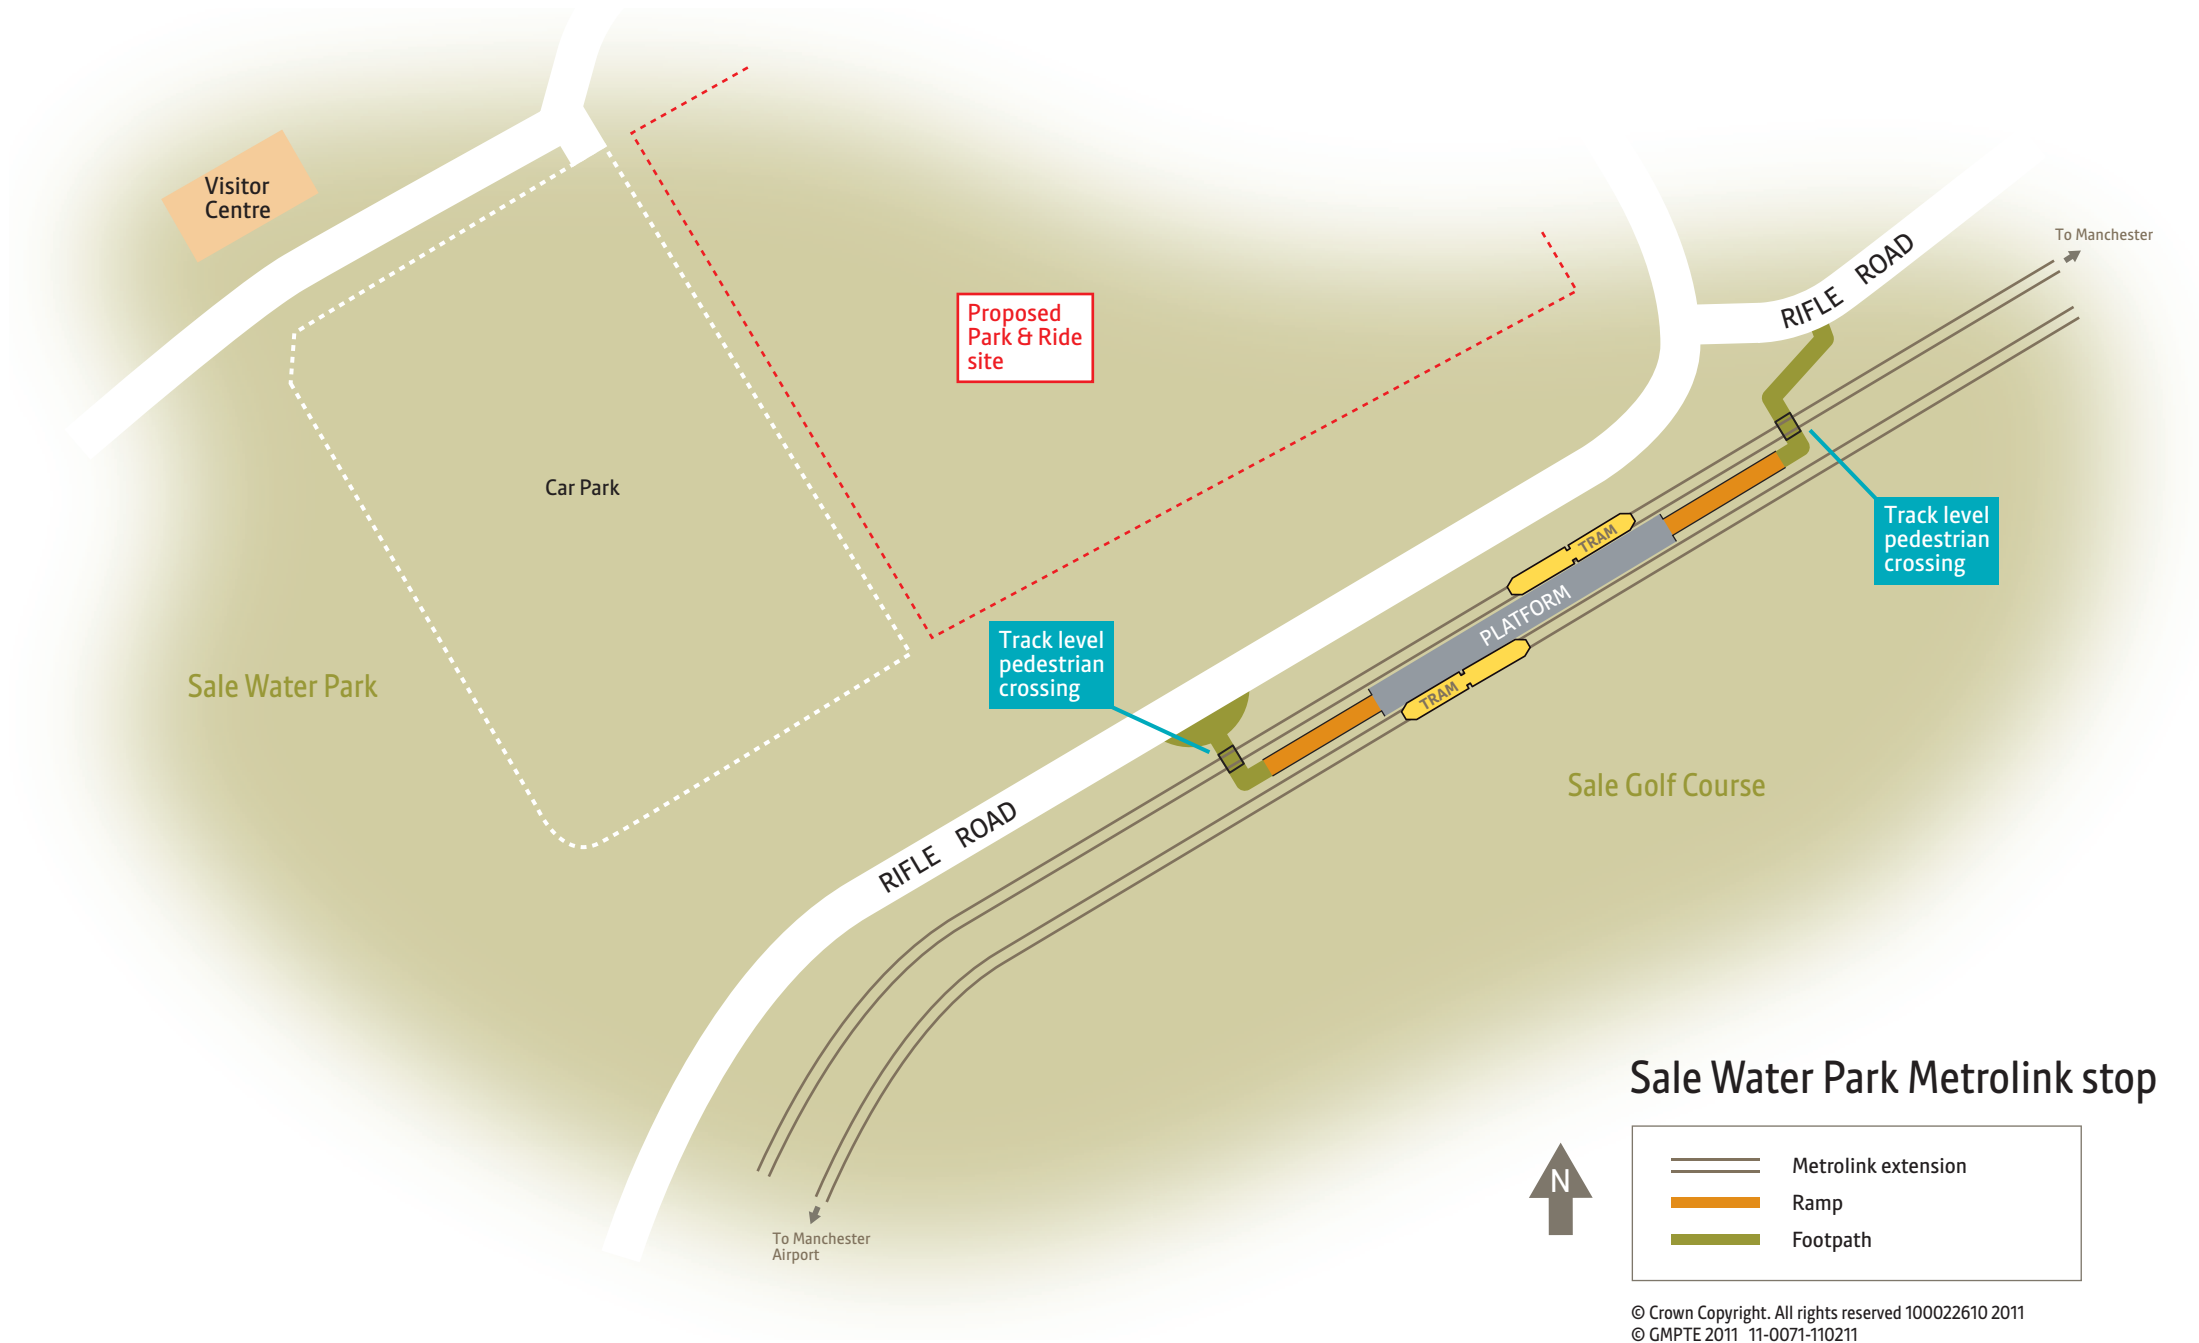 Visitor
Centre
To Manchester
RIFLE ROAD
Proposed
Park & Ride
site
Car Park
Track level
pedestrian
crossing
TRAM
PLATFORM
TRAM
Track level
pedestrian
crossing
Sale Water Park
Sale Golf Course
RIFLE ROAD
To Manchester
Airport
Sale Water Park Metrolink stop
N
Metrolink extension
Ramp
Footpath
© Crown Copyright. All rights reserved 100022610 2011
© GMPTE 2011 11-0071-110211